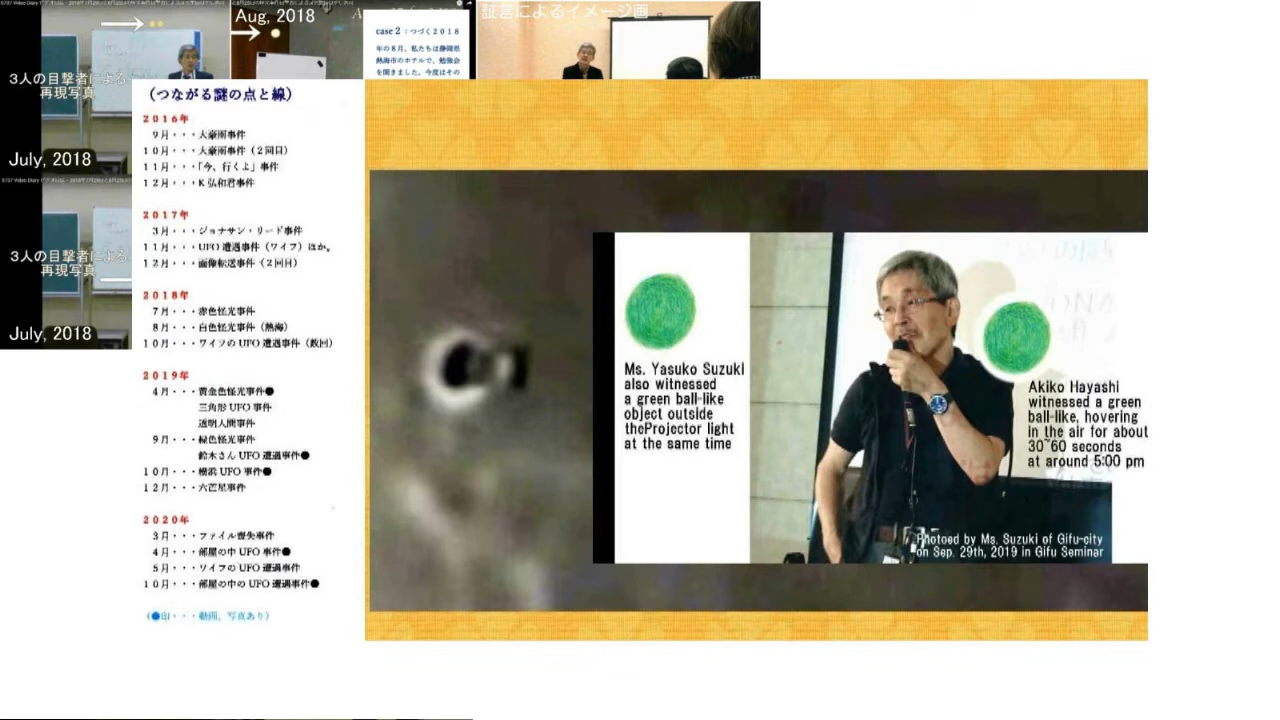 3人の目撃者による
再現写真
July, 2018
Aug, 2018
case 2 : つづく2018
年の8月、私たちは静岡県
熱海市のホテルで、勉強会
を開きました。今度はその
証言によるイメージ画
3人の目撃者による
再現写真
July, 2018
(つながる謎の点と線)
2016年
9月・・・大豪雨事件
10月・・・大豪雨事件(2回目)
11月・・・「今、行くよ」事件
12月・・・K弘和君事件
2017年
3月・・・ジョナサン・リード事件
11月・・・UFO遭遇事件(ワイフ)ほか。
12月・・・画像転送事件(2回目)
2018年
7月・・・赤色怪光事件
8月・・・白色怪光事件(熱海)
10月・・・ワイフのUFO遭遇事件(数回)
2019年
4月・・・黄金色怪光事件●
三角形UFO事件
透明人間事件
9月・・・緑色怪光事件
鈴木さんUFO遭遇事件●
10月・・・横浜UFO事件●
12月・・・六芒星事件
2020年
3月・・・ファイル喪失事件
4月・・・部屋の中UFO事件●
5月・・・ワイフのUFO遭遇事件
10月・・・部屋の中のUFO遭遇事件●
(●印・・・動画、写真あり)
Ms. Yasuko Suzuki
also witnessed
a green ball-like
object outside
theProjector light
at the same time
Akiko Hayashi
witnessed a green
ball-like, hovering
in the air for about
30~60 seconds
at around 5:00 pm
Photoed by Ms. Suzuki of Gifu-city
on Sep. 29th, 2019 in Gifu Seminar